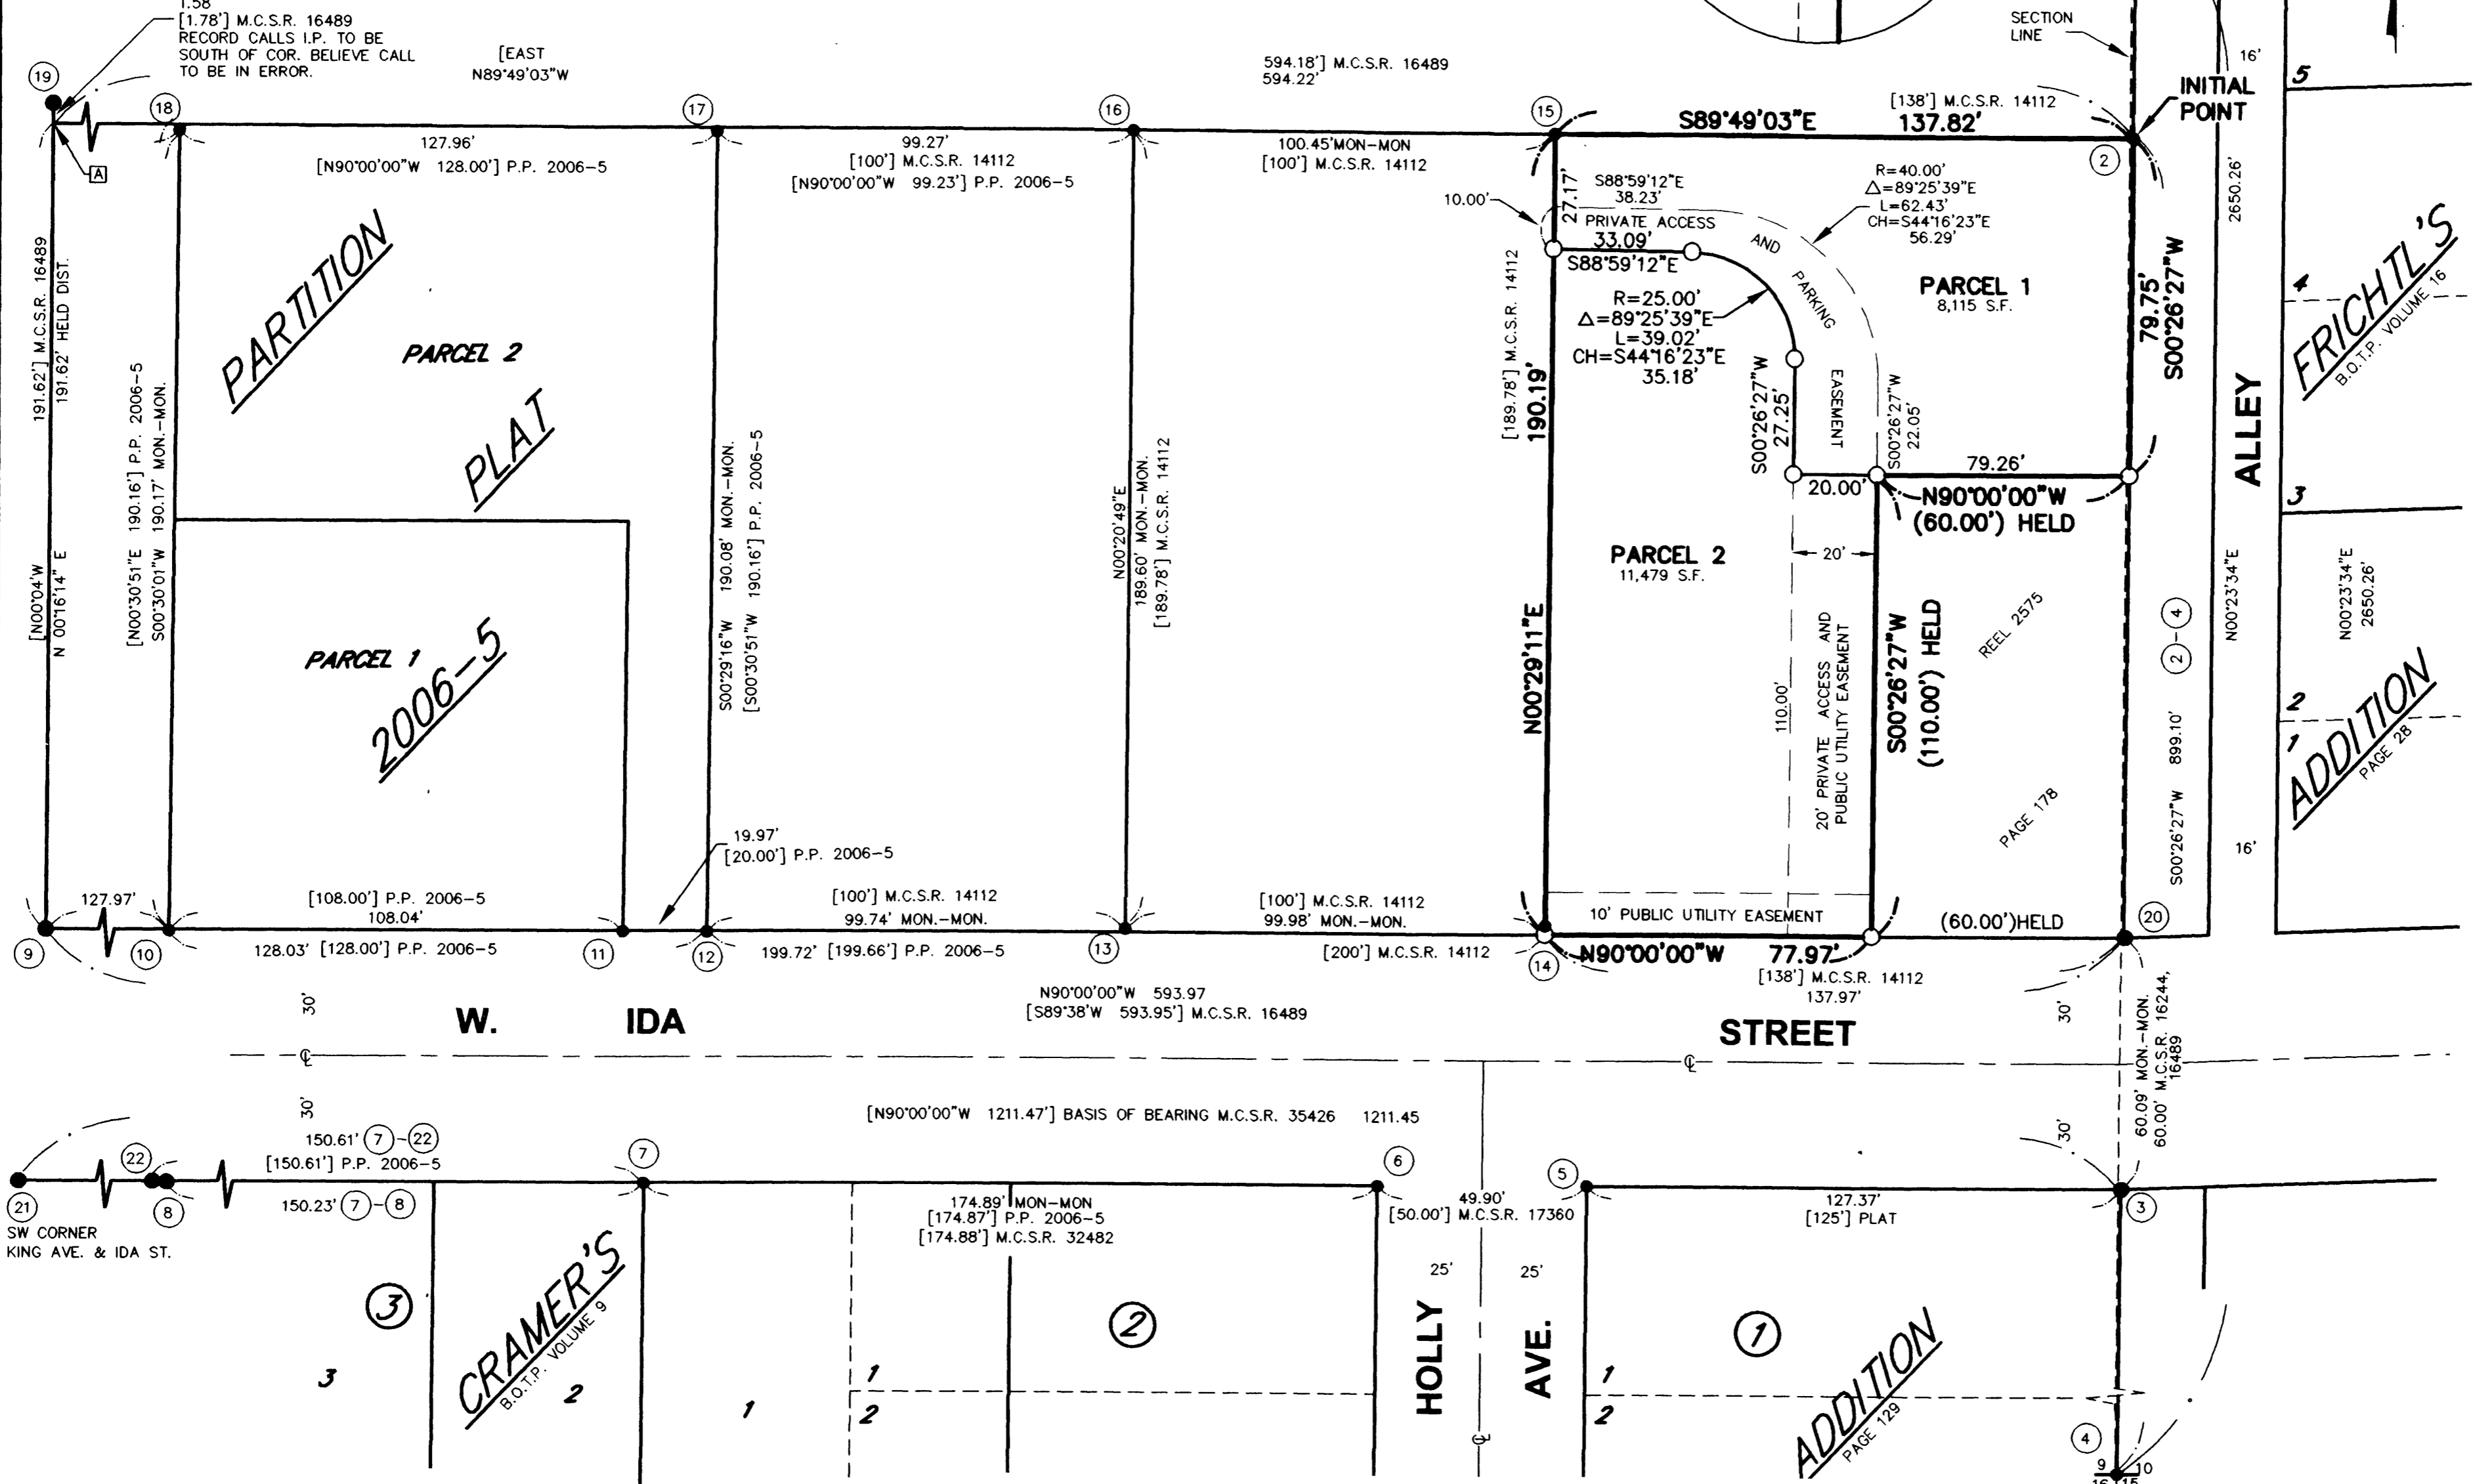 1.58
[1.78'] M.C.S.R. 16489
RECORD CALLS I.P. TO BE
SOUTH OF COR. BELIEVE CALL
TO BE IN ERROR.
[EAST
N89°49'03"W
594.18'] M.C.S.R. 16489
594.22'
SECTION
LINE
16'
5
INITIAL
POINT
19
18
17
16
15
[138'] M.C.S.R. 14112
S89°49'03"E 137.82'
2
A
127.96'
[N90°00'00"W 128.00'] P.P. 2006-5
99.27'
[100'] M.C.S.R. 14112
[N90°00'00"W 99.23'] P.P. 2006-5
100.45'MON-MON
[100'] M.C.S.R. 14112
10.00'
27.17'
S88°59'12"E
38.23'
PRIVATE ACCESS
AND
PARKING
EASEMENT
33.09'
S88°59'12"E
R=40.00'
Δ=89°25'39"E
L=62.43'
CH=S44°16'23"E
56.29'
R=25.00'
Δ=89°25'39"E
L=39.02'
CH=S44°16'23"E
35.18'
PARCEL 1
8,115 S.F.
2650.26'
79.75'
S00°26'27"W
ALLEY
FRICHTL'S
B.O.T.P. VOLUME 16
4
3
191.62'] M.C.S.R. 16489
191.62' HELD DIST.
[N00°04'W
N 00°16'14" E
[N00°30'51"E 190.16'] P.P. 2006-5
S00°30'01"W 190.17' MON.-MON.
PARTITION
PLAT
2006-5
PARCEL 2
PARCEL 1
S00°29'16"W 190.08' MON.-MON.
[S00°30'51"W 190.16'] P.P. 2006-5
N00°20'49"E
189.60' MON.-MON.
[189.78'] M.C.S.R. 14112
[189.78'] M.C.S.R. 14112
190.19'
N00°29'11"E
S00°26'27"W
27.25'
S00°26'27"W
22.05'
20.00'
79.26'
N90°00'00"W
(60.00') HELD
PARCEL 2
11,479 S.F.
20'
110.00'
20' PRIVATE ACCESS AND
PUBLIC UTILITY EASEMENT
S00°26'27"W
(110.00') HELD
REEL 2575
PAGE 178
2 - 4
S00°26'27"W 899.10'
N00°23'34"E
N00°23'34"E
2650.26'
2
1
ADDITION
PAGE 28
16'
19.97'
[20.00'] P.P. 2006-5
127.97'
[108.00'] P.P. 2006-5
108.04'
[100'] M.C.S.R. 14112
99.74' MON.-MON.
[100'] M.C.S.R. 14112
99.98' MON.-MON.
10' PUBLIC UTILITY EASEMENT
(60.00')HELD
20
9
10
128.03' [128.00'] P.P. 2006-5
11
12
199.72' [199.66'] P.P. 2006-5
13
[200'] M.C.S.R. 14112
14
N90°00'00"W 77.97'
[138'] M.C.S.R. 14112
137.97'
N90°00'00"W 593.97
[S89°38'W 593.95'] M.C.S.R. 16489
30'
W. IDA STREET
30'
30'
30'
60.09' MON.-MON.
60.00' M.C.S.R. 16244,
16489
[N90°00'00"W 1211.47'] BASIS OF BEARING M.C.S.R. 35426 1211.45
150.61' 7 - 22
[150.61'] P.P. 2006-5
150.23' 7 - 8
22
8
21
SW CORNER
KING AVE. & IDA ST.
7
174.89' MON-MON
[174.87'] P.P. 2006-5
[174.88'] M.C.S.R. 32482
6
5
49.90'
[50.00'] M.C.S.R. 17360
127.37'
[125'] PLAT
3
25'
25'
HOLLY AVE.
3
3
CRAMER'S
B.O.T.P. VOLUME 9
2
1
1
2
2
1
2
1
ADDITION
PAGE 129
4
9 10
16 15